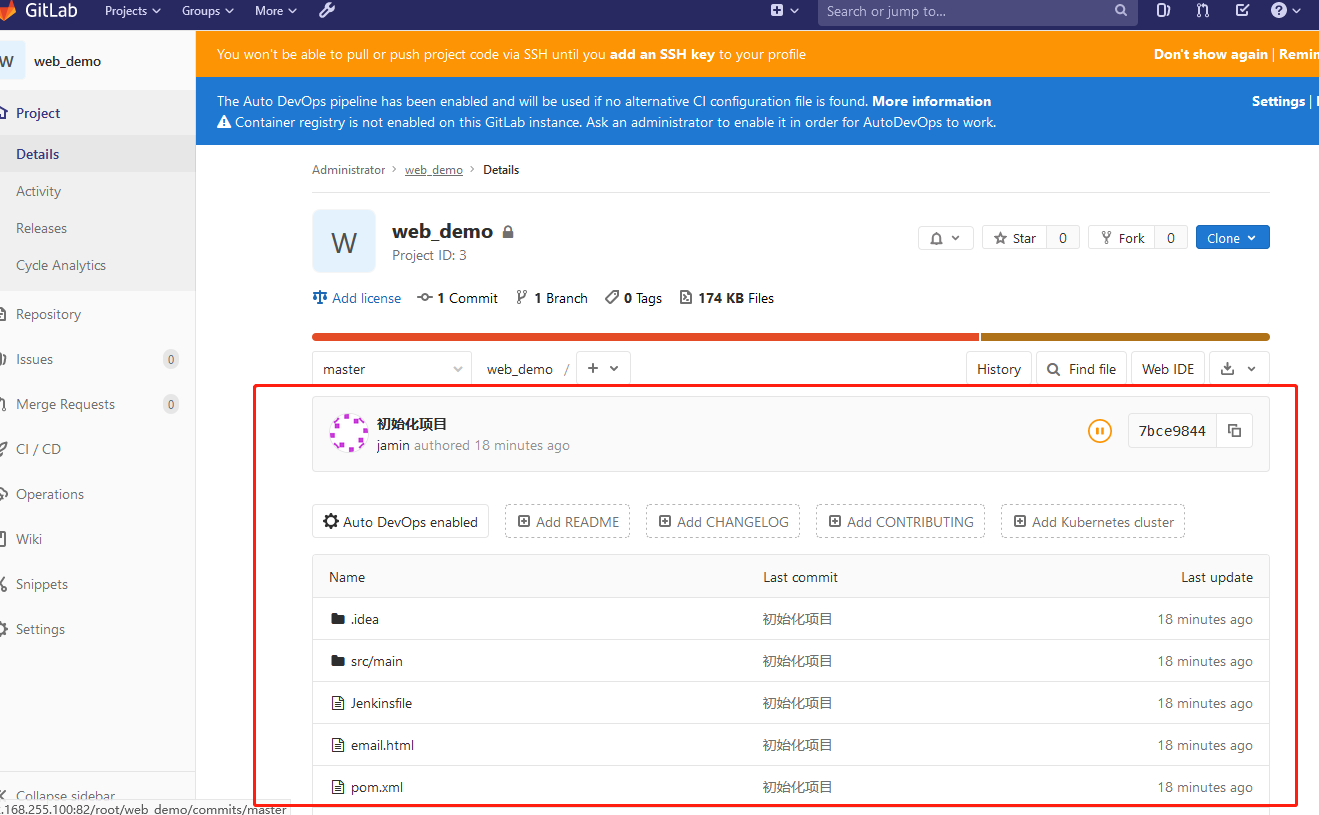 GitLab Projects Groups More Search or jump to...
W web_demo
You won't be able to pull or push project code via SSH until you add an SSH key to your profile Don't show again | Remin
The Auto DevOps pipeline has been enabled and will be used if no alternative CI configuration file is found. More information Settings |
Container registry is not enabled on this GitLab instance. Ask an administrator to enable it in order for AutoDevOps to work.
Project
Details
Activity
Releases
Cycle Analytics
Repository
Issues 0
Merge Requests 0
CI / CD
Operations
Wiki
Snippets
Settings
Collapse sidebar
.168.255.100:82/root/web_demo/commits/master
Administrator > web_demo > Details
W
web_demo
Project ID: 3
Star 0 Fork 0 Clone
Add license 1 Commit 1 Branch 0 Tags 174 KB Files
master web_demo / + History Find file Web IDE
初始化项目
jamin authored 18 minutes ago
7bce9844
Auto DevOps enabled Add README Add CHANGELOG Add CONTRIBUTING Add Kubernetes cluster
Name Last commit Last update
.idea 初始化项目 18 minutes ago
src/main 初始化项目 18 minutes ago
Jenkinsfile 初始化项目 18 minutes ago
email.html 初始化项目 18 minutes ago
pom.xml 初始化项目 18 minutes ago